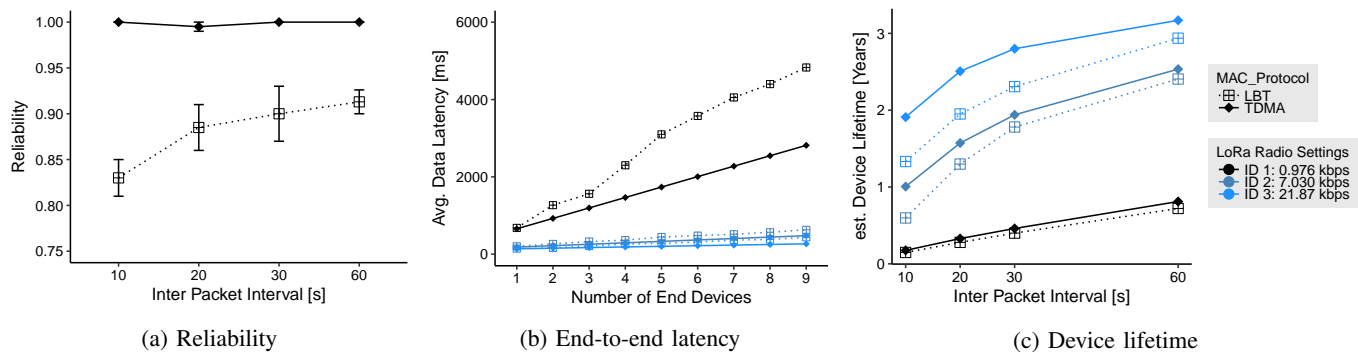 1.00
0.95
0.90
0.85
0.80
0.75
Reliability
10 20 30 60
Inter Packet Interval [s]
(a) Reliability
6000
4000
2000
0
Avg. Data Latency [ms]
1 2 3 4 5 6 7 8 9
Number of End Devices
(b) End-to-end latency
3
2
1
0
est. Device Lifetime [Years]
10 20 30 60
Inter Packet Interval [s]
(c) Device lifetime
MAC_Protocol
LBT
TDMA
LoRa Radio Settings
ID 1: 0.976 kbps
ID 2: 7.030 kbps
ID 3: 21.87 kbps